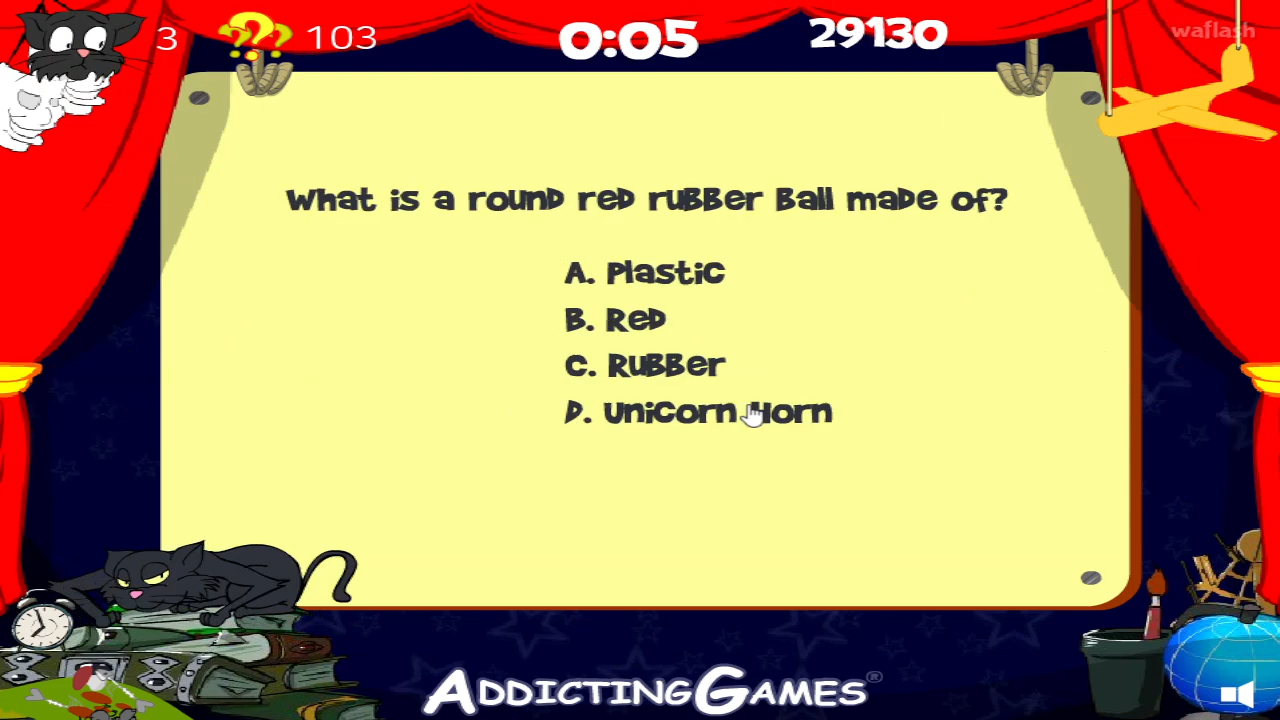 3
???
103
0:05
29130
waflash
What is a round red rubber ball made of?
A. Plastic
B. Red
C. Rubber
D. Unicorn Horn
ADDICTINGGAMES®